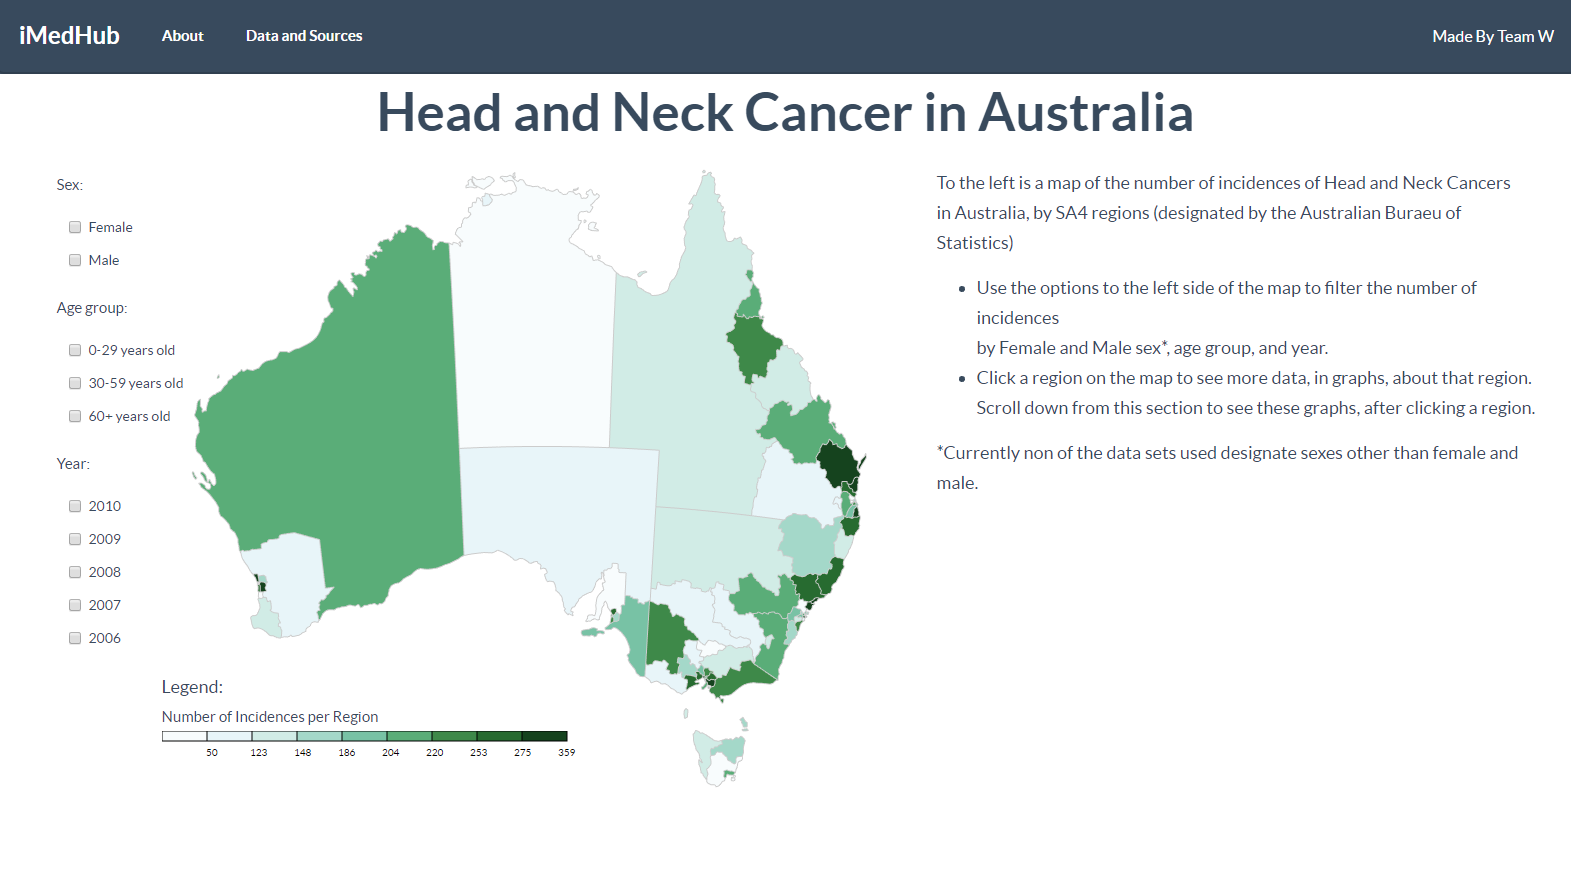 iMedHub
About
Data and Sources
Made By Team W
Head and Neck Cancer in Australia
Sex:
Female
Male
Age group:
0-29 years old
30-59 years old
60+ years old
Year:
2010
2009
2008
2007
2006
Legend:
Number of Incidences per Region
50 123 148 186 204 220 253 275 359
To the left is a map of the number of incidences of Head and Neck Cancers
in Australia, by SA4 regions (designated by the Australian Buraeu of
Statistics)
Use the options to the left side of the map to filter the number of
incidences
by Female and Male sex*, age group, and year.
Click a region on the map to see more data, in graphs, about that region.
Scroll down from this section to see these graphs, after clicking a region.
*Currently non of the data sets used designate sexes other than female and
male.